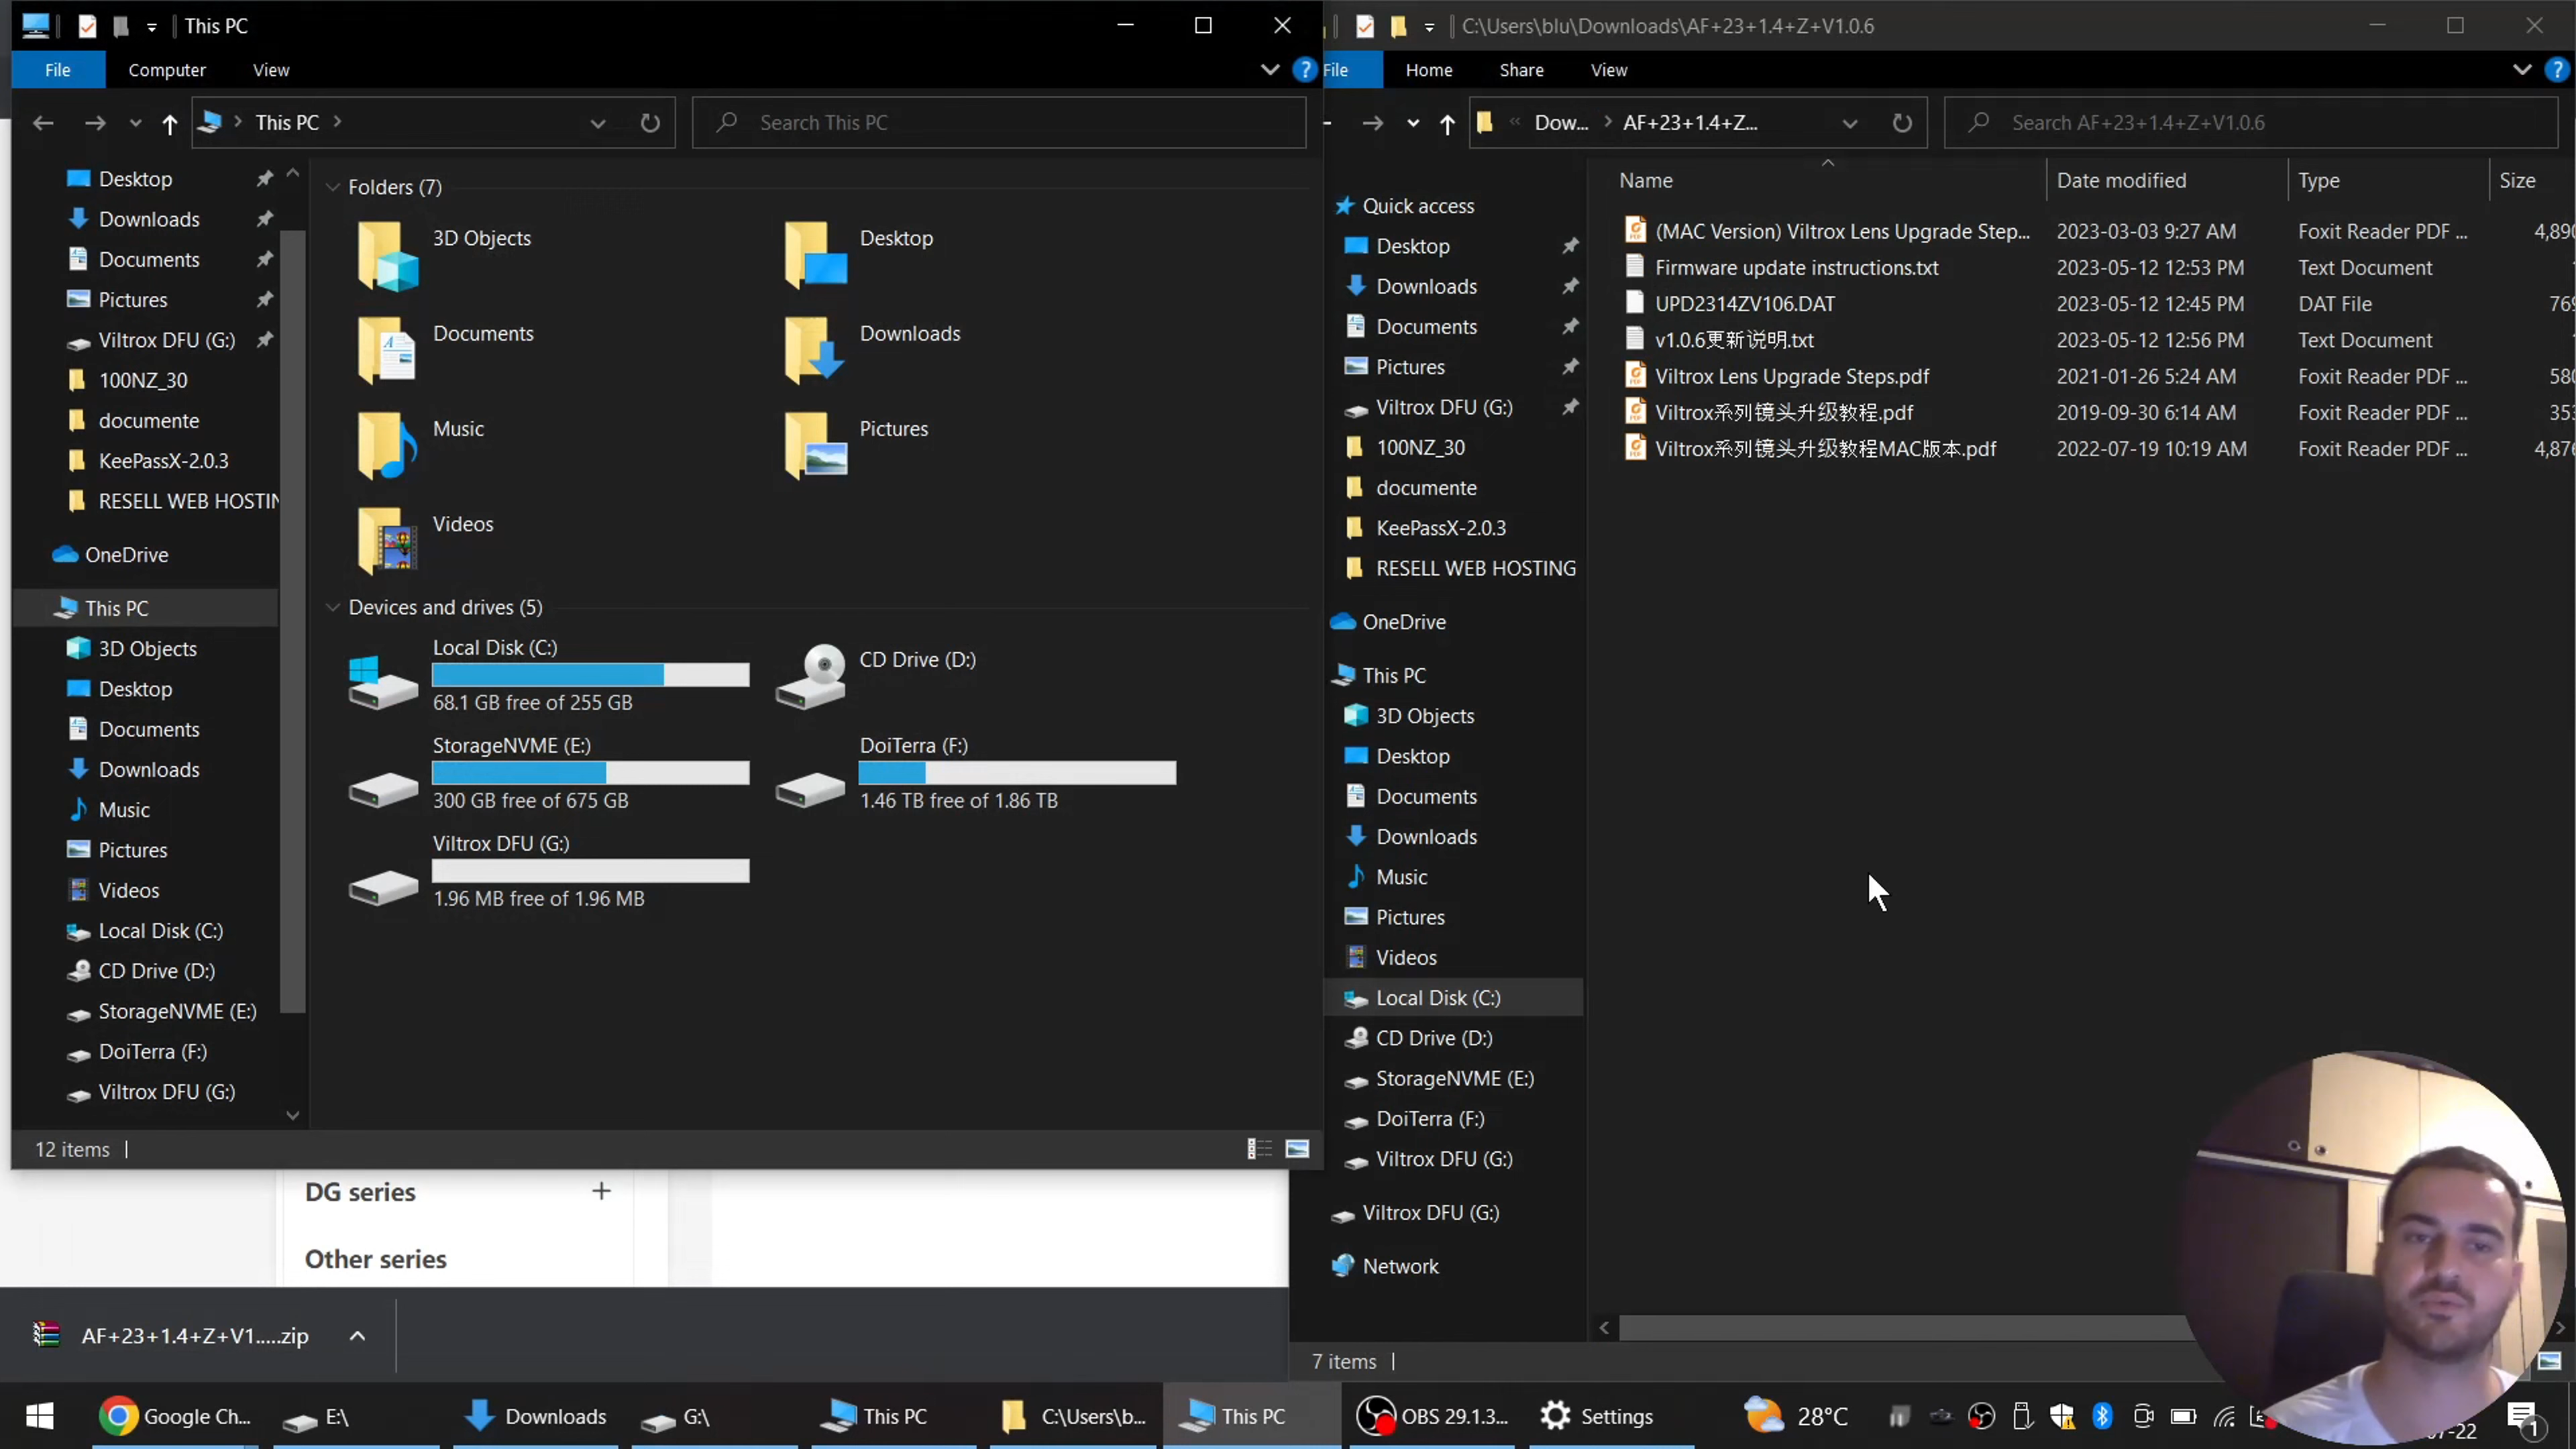 This PC
File
Computer
View
This PC
Search This PC
Desktop
Downloads
Documents
Pictures
Viltrox DFU (G:)
100NZ_30
documente
KeePassX-2.0.3
RESELL WEB HOSTIN
OneDrive
This PC
3D Objects
Desktop
Documents
Downloads
Music
Pictures
Videos
Local Disk (C:)
CD Drive (D:)
StorageNVME (E:)
DoiTerra (F:)
Viltrox DFU (G:)
12 items
Folders (7)
3D Objects
Desktop
Documents
Downloads
Music
Pictures
Videos
Devices and drives (5)
Local Disk (C:)
68.1 GB free of 255 GB
CD Drive (D:)
StorageNVME (E:)
300 GB free of 675 GB
DoiTerra (F:)
1.46 TB free of 1.86 TB
Viltrox DFU (G:)
1.96 MB free of 1.96 MB
C:\Users\blu\Downloads\AF+23+1.4+Z+V1.0.6
File
Home
Share
View
« Dow... AF+23+1.4+Z...
Search AF+23+1.4+Z+V1.0.6
Quick access
Desktop
Downloads
Documents
Pictures
Viltrox DFU (G:)
100NZ_30
documente
KeePassX-2.0.3
RESELL WEB HOSTING
OneDrive
This PC
3D Objects
Desktop
Documents
Downloads
Music
Pictures
Videos
Local Disk (C:)
CD Drive (D:)
StorageNVME (E:)
DoiTerra (F:)
Viltrox DFU (G:)
Viltrox DFU (G:)
Network
7 items
Name Date modified Type Size
(MAC Version) Viltrox Lens Upgrade Step... 2023-03-03 9:27 AM Foxit Reader PDF ... 4,890
Firmware update instructions.txt 2023-05-12 12:53 PM Text Document
UPD2314ZV106.DAT 2023-05-12 12:45 PM DAT File 769
v1.0.6更新说明.txt 2023-05-12 12:56 PM Text Document
Viltrox Lens Upgrade Steps.pdf 2021-01-26 5:24 AM Foxit Reader PDF ... 580
Viltrox系列镜头升级教程.pdf 2019-09-30 6:14 AM Foxit Reader PDF ... 353
Viltrox系列镜头升级教程MAC版本.pdf 2022-07-19 10:19 AM Foxit Reader PDF ... 4,876
DG series +
Other series
AF+23+1.4+Z+V1.....zip
Google Ch...
E:\
Downloads
G:\
This PC
C:\Users\b...
This PC
OBS 29.1.3...
Settings
28°C
07-22
1